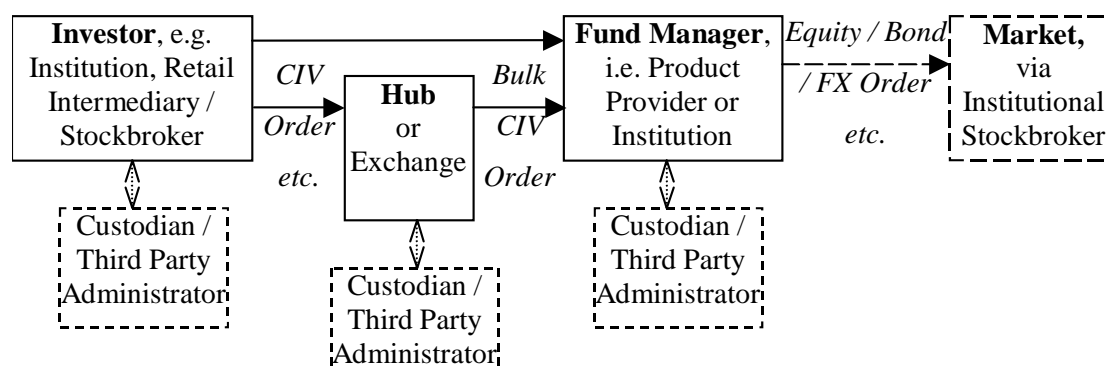 Investor, e.g.
Institution, Retail
Intermediary /
Stockbroker
CIV
Order
etc.
Hub
or
Exchange
Bulk
CIV
Order
Fund Manager,
i.e. Product
Provider or
Institution
Equity / Bond
/ FX Order
etc.
Market,
via
Institutional
Stockbroker
Custodian /
Third Party
Administrator
Custodian /
Third Party
Administrator
Custodian /
Third Party
Administrator